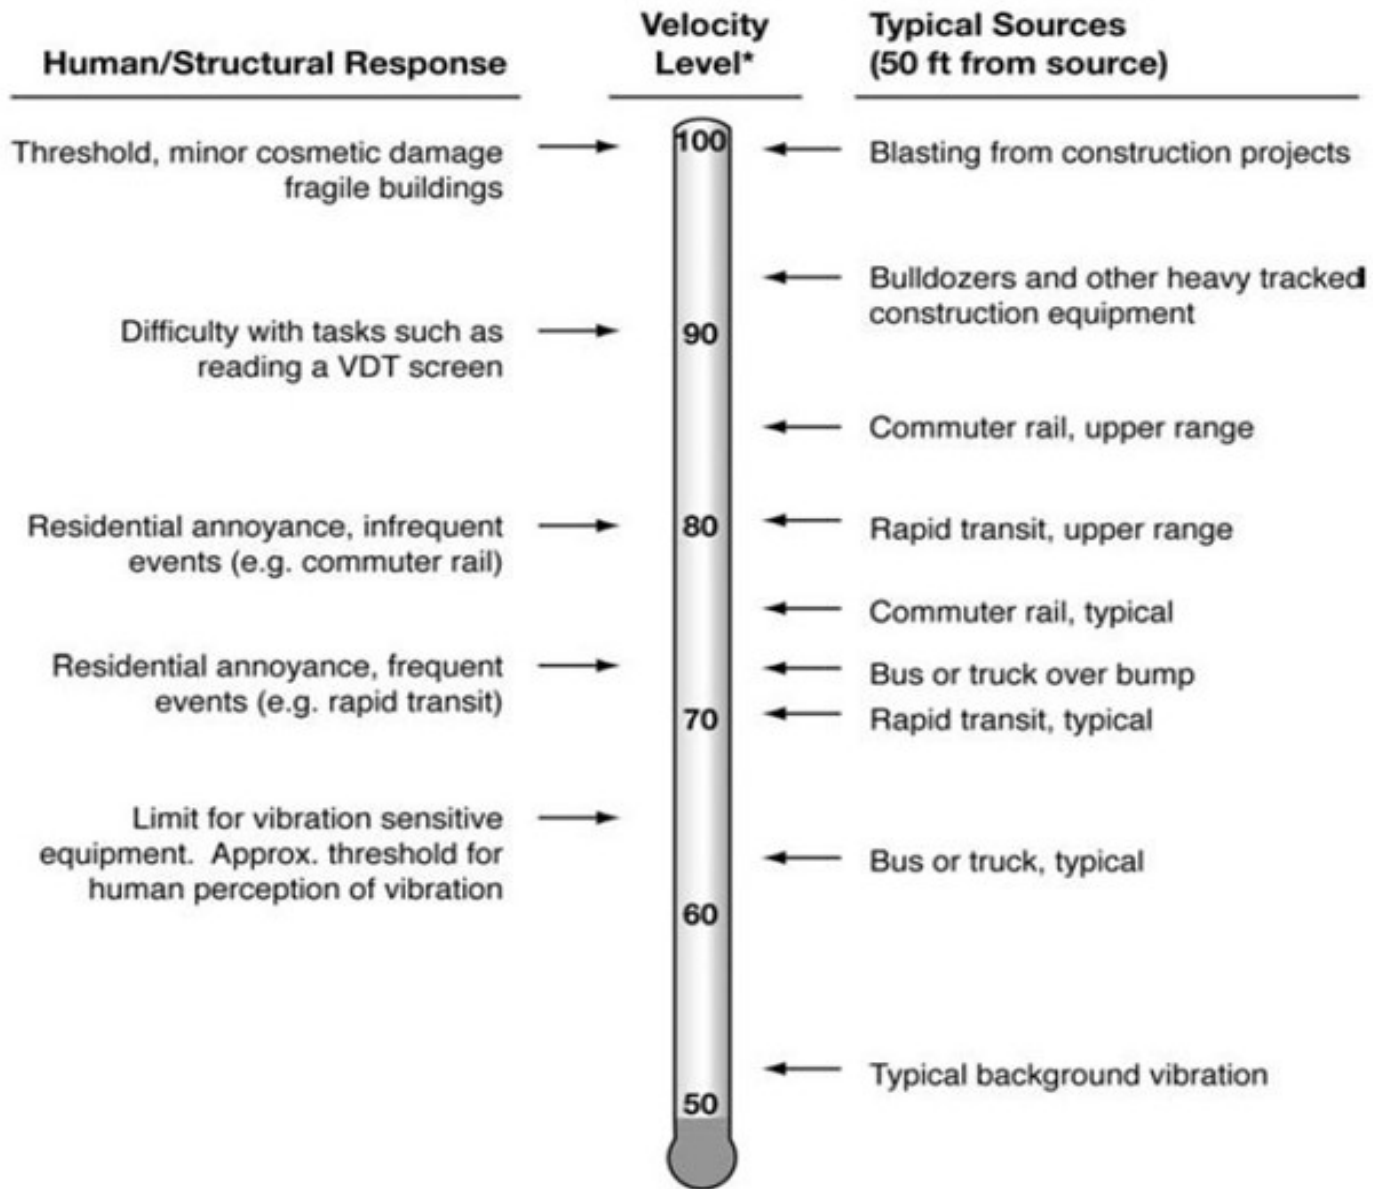 Human/Structural Response
Velocity
Level*
Typical Sources
(50 ft from source)
Threshold, minor cosmetic damage
fragile buildings
100
Blasting from construction projects
Bulldozers and other heavy tracked
construction equipment
Difficulty with tasks such as
reading a VDT screen
90
Commuter rail, upper range
Residential annoyance, infrequent
events (e.g. commuter rail)
80
Rapid transit, upper range
Commuter rail, typical
Residential annoyance, frequent
events (e.g. rapid transit)
Bus or truck over bump
70
Rapid transit, typical
Limit for vibration sensitive
equipment. Approx. threshold for
human perception of vibration
Bus or truck, typical
60
Typical background vibration
50